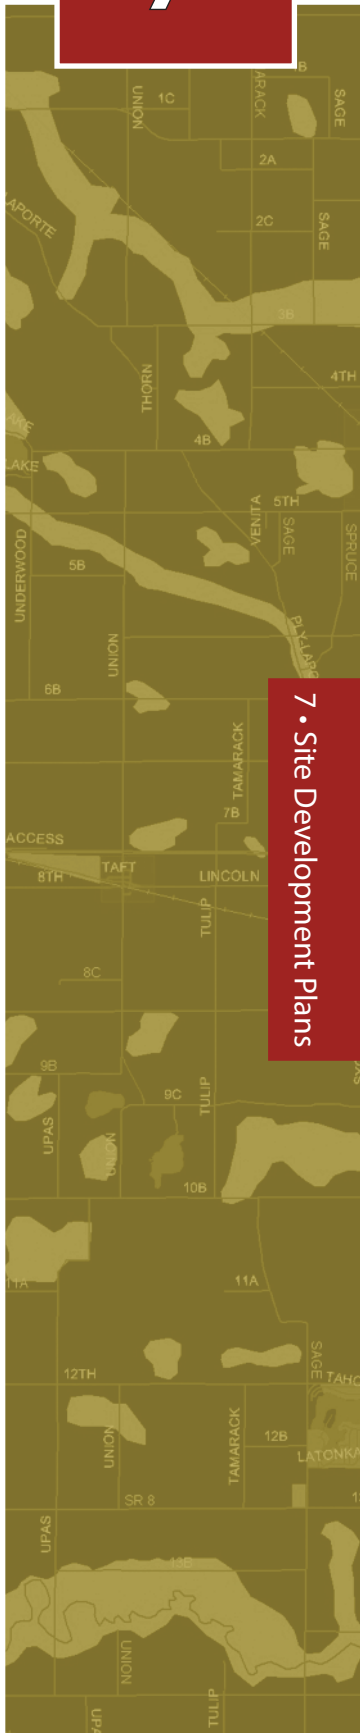 1C
UNION
SAGE
2A
LAPORTE
2C
SAGE
3B
THORN
4TH
4B
LAKE
5TH
VENITA
SAGE
SPRUCE
UNDERWOOD
5B
UNION
6B
7 • Site Development Plans
TAMARACK
7B
ACCESS
8TH
TAFT
LINCOLN
TULIP
8C
9B
9C
TULIP
UPAS
UNION
10B
11A
11A
12TH
SAGE
UNION
TAMARACK
12B
LATONKA
SR 8
UPAS
13B
UNION
TULIP